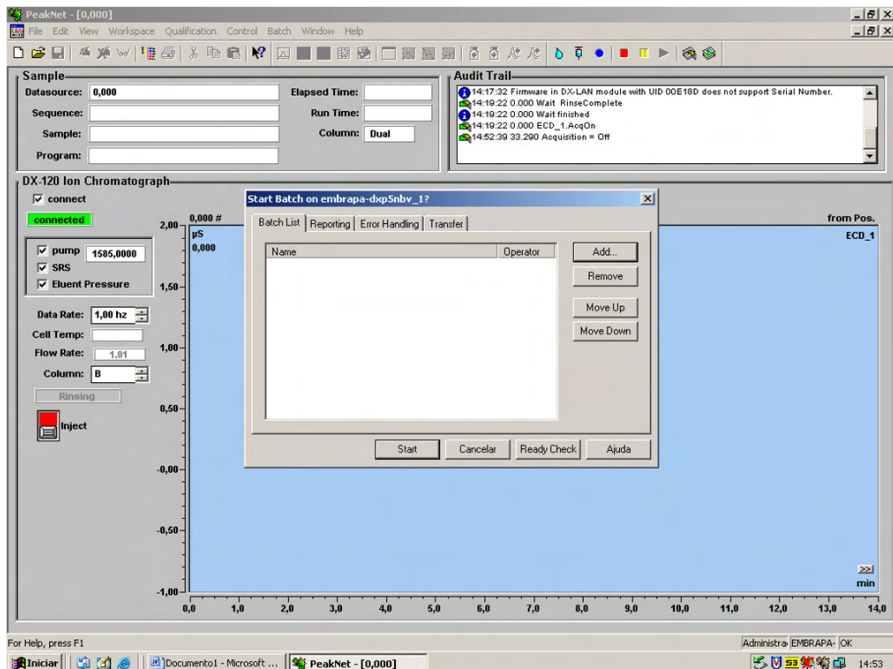 PeakNet - [0,000]
File Edit View Workspace Qualification Control Batch Window Help
Sample
Datasource: 0,000
Elapsed Time:
Sequence:
Run Time:
Sample:
Column: Dual
Program:
Audit Trail
14:17:32 Firmware in DX-LAN module with UID 00E18D does not support Serial Number.
14:19:22 0.000 Wait RinseComplete
14:19:22 0.000 Wait finished
14:19:22 0.000 ECD_1.AcqOn
14:52:39 33.290 Acquisition = Off
DX-120 Ion Chromatograph
connect
connected
pump 1585,0000
SRS
Eluent Pressure
Data Rate: 1,00 hz
Cell Temp:
Flow Rate: 1,01
Column: B
Rinsing
Inject
0,000 #
from Pos.
2,00
µS
ECD_1
0,000
1,50
1,00
0,50
-0,00
-0,50
-1,00
>>
min
0,0 1,0 2,0 3,0 4,0 5,0 6,0 7,0 8,0 9,0 10,0 11,0 12,0 13,0 14,0
Start Batch on embrapa-dxp5nbv_1?
Batch List Reporting Error Handling Transfer
Name Operator
Add...
Remove
Move Up
Move Down
Start Cancelar Ready Check Ajuda
For Help, press F1
Administra EMBRAPA- OK
Iniciar Documento1 - Microsoft ... PeakNet - [0,000] 14:53